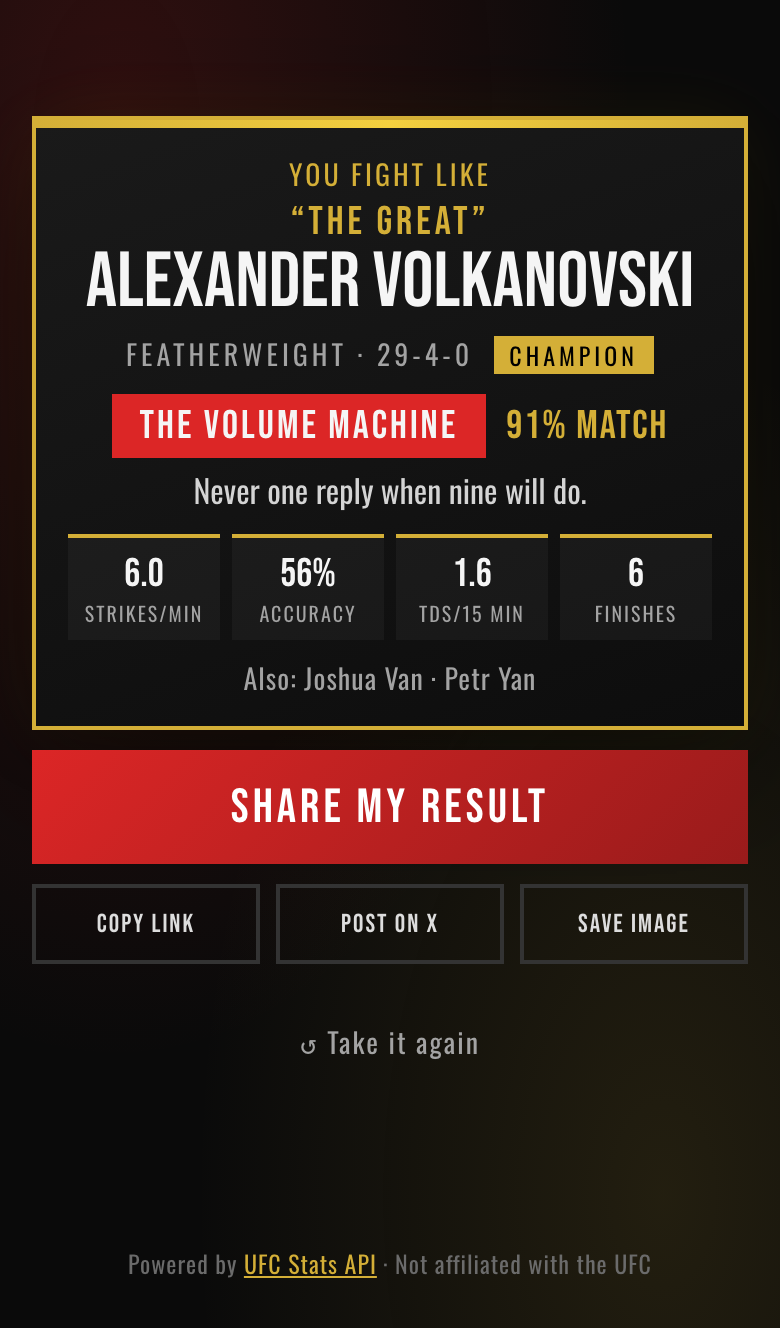 YOU FIGHT LIKE
“THE GREAT”
ALEXANDER VOLKANOVSKI
FEATHERWEIGHT · 29-4-0 CHAMPION
THE VOLUME MACHINE 91% MATCH
Never one reply when nine will do.
6.0 56% 1.6 6
STRIKES/MIN ACCURACY TDS/15 MIN FINISHES
Also: Joshua Van · Petr Yan
SHARE MY RESULT
COPY LINK POST ON X SAVE IMAGE
↺ Take it again
Powered by UFC Stats API · Not affiliated with the UFC